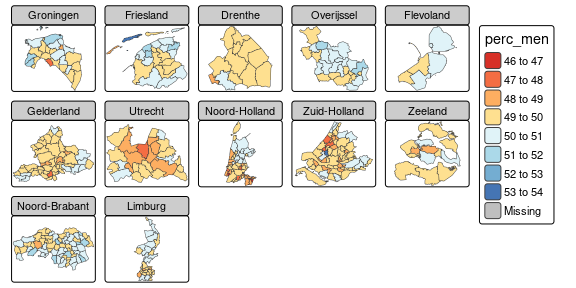 Groningen
Friesland
Drenthe
Overijssel
Flevoland
Gelderland
Utrecht
Noord-Holland
Zuid-Holland
Zeeland
Noord-Brabant
Limburg
perc_men
46 to 47
47 to 48
48 to 49
49 to 50
50 to 51
51 to 52
52 to 53
53 to 54
Missing